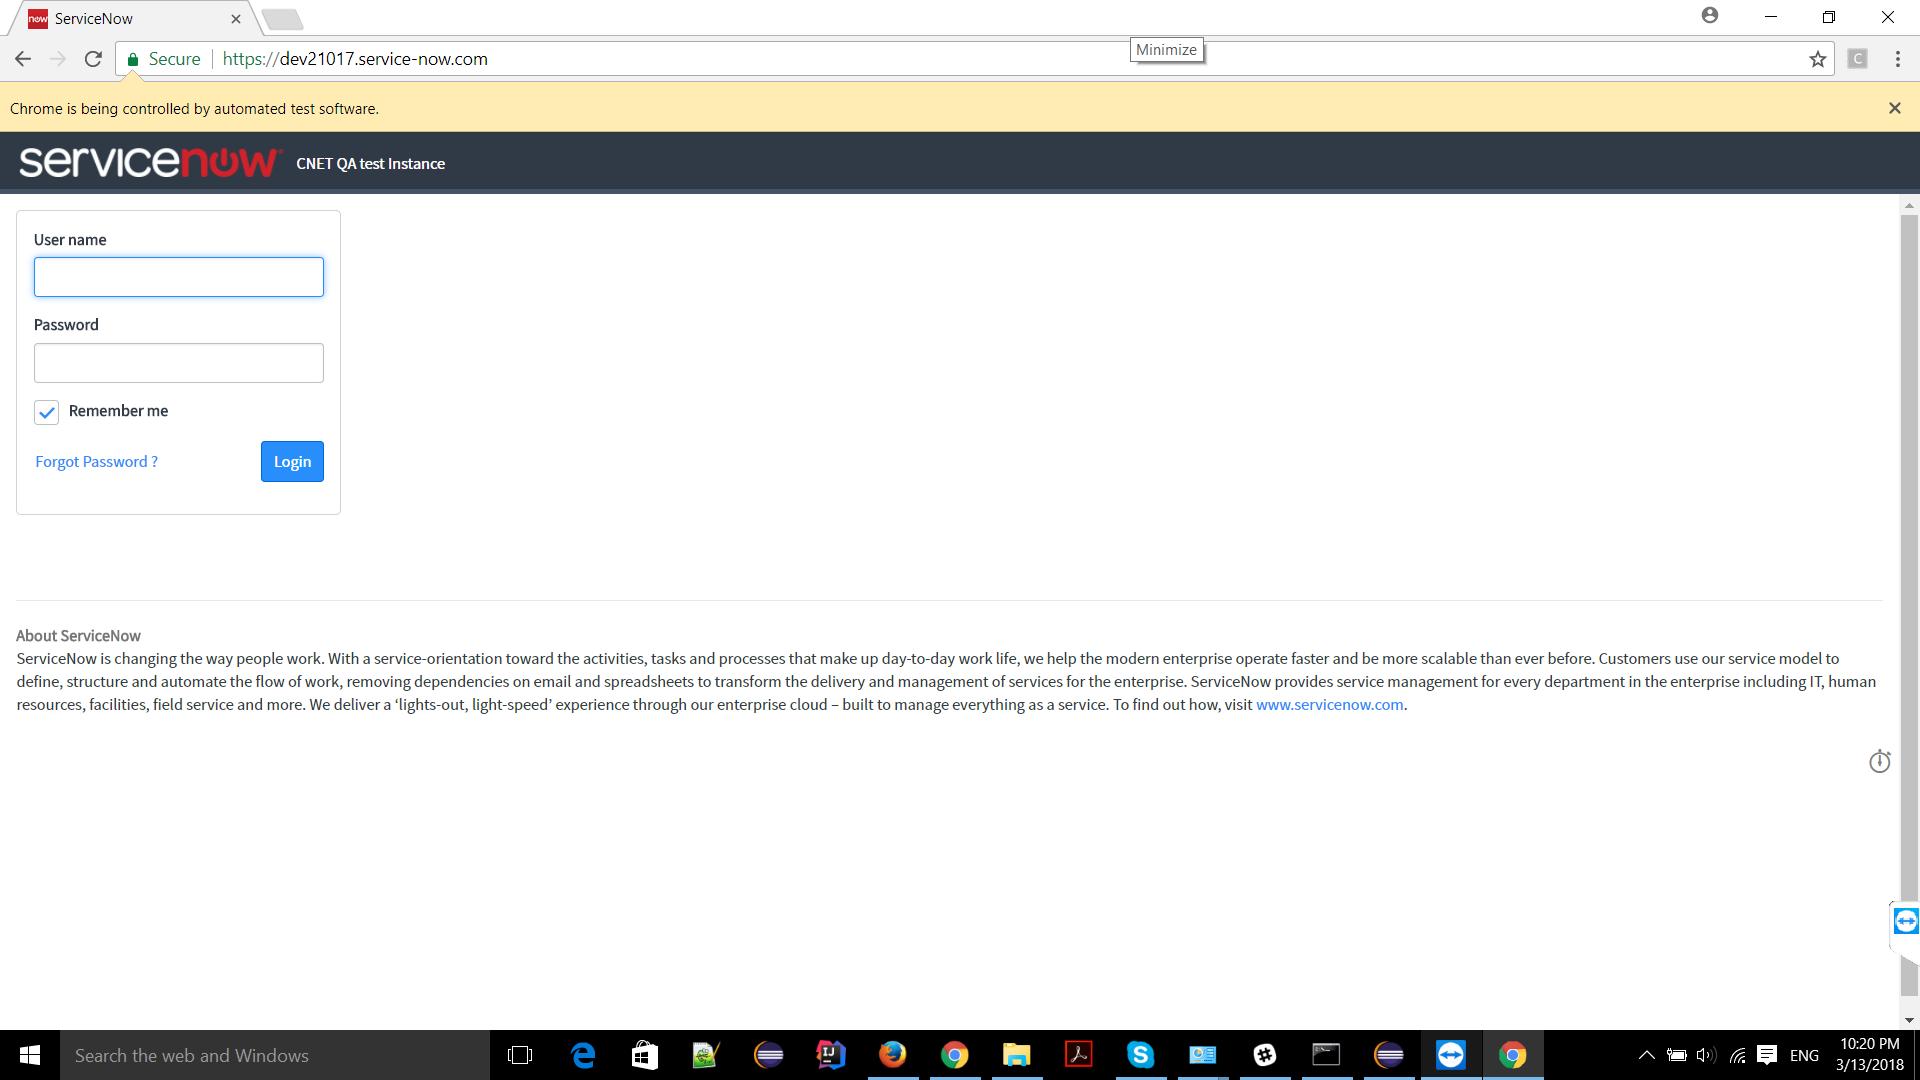 now ServiceNow
Minimize
Secure https://dev21017.service-now.com
C
Chrome is being controlled by automated test software.
servicenow CNET QA test Instance
User name
Password
Remember me
Forgot Password ?
Login
About ServiceNow
ServiceNow is changing the way people work. With a service-orientation toward the activities, tasks and processes that make up day-to-day work life, we help the modern enterprise operate faster and be more scalable than ever before. Customers use our service model to
define, structure and automate the flow of work, removing dependencies on email and spreadsheets to transform the delivery and management of services for the enterprise. ServiceNow provides service management for every department in the enterprise including IT, human
resources, facilities, field service and more. We deliver a ‘lights-out, light-speed’ experience through our enterprise cloud – built to manage everything as a service. To find out how, visit www.servicenow.com.
Search the web and Windows
IJ
ENG
10:20 PM
3/13/2018